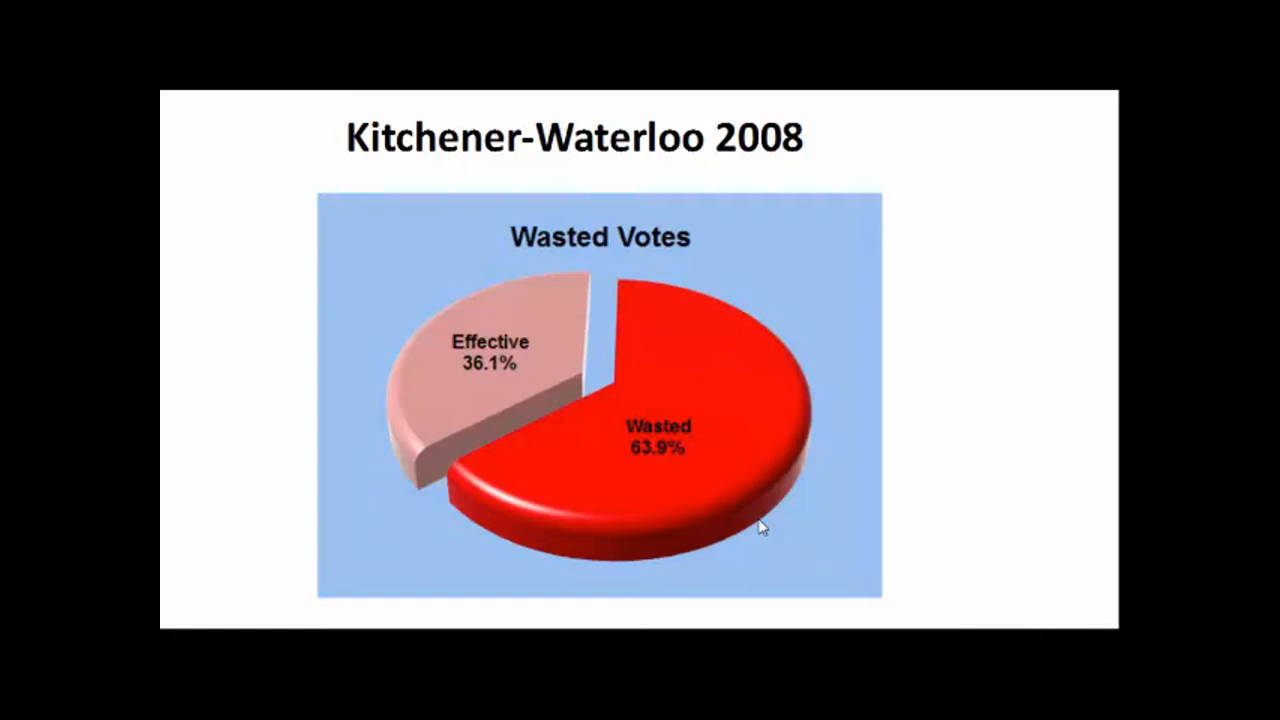 Kitchener-Waterloo 2008
Wasted Votes
Effective
36.1%
Wasted
63.9%